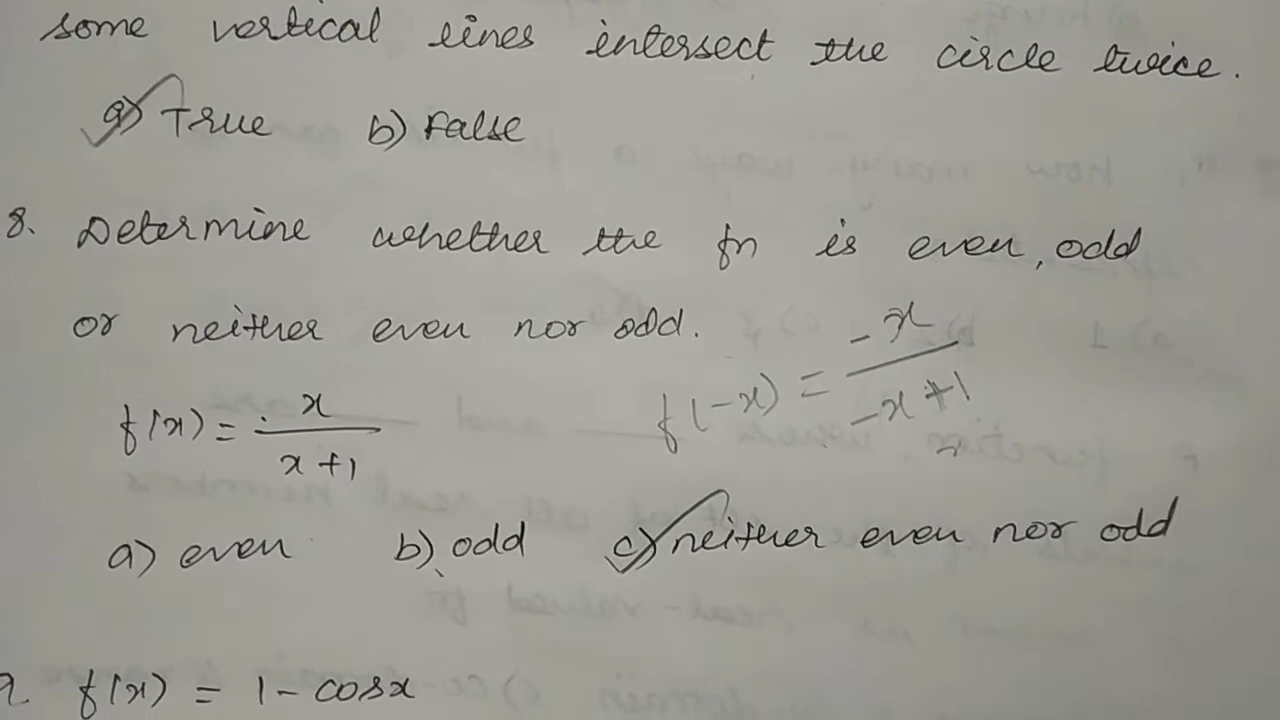 some vertical lines intersect the circle twice.
a) True b) False
8. Determine whether the fn is even, odd
or neither even nor odd.
f(x) = x/(x+1) f(-x) = -x/(-x+1)
a) even b) odd c) neither even nor odd
9. f(x) = 1 - cosx